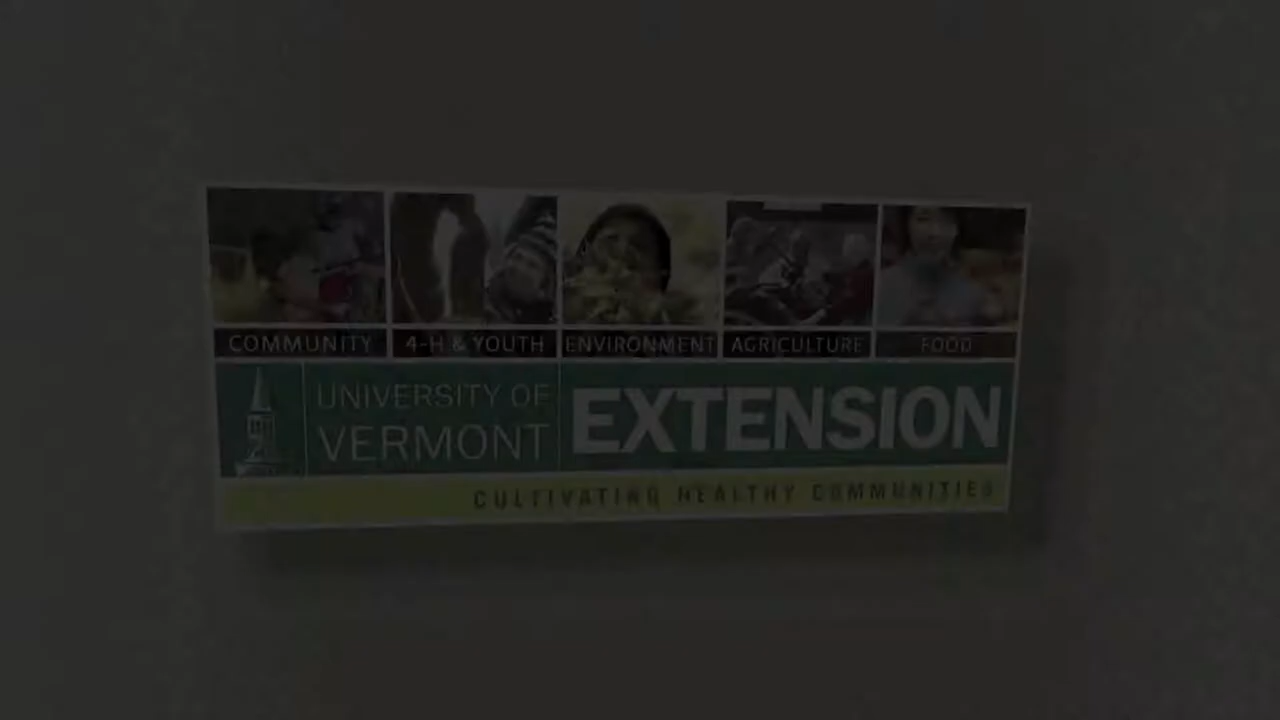 COMMUNITY 4-H & YOUTH ENVIRONMENT AGRICULTURE FOOD
UNIVERSITY OF
VERMONT
EXTENSION
CULTIVATING HEALTHY COMMUNITIES